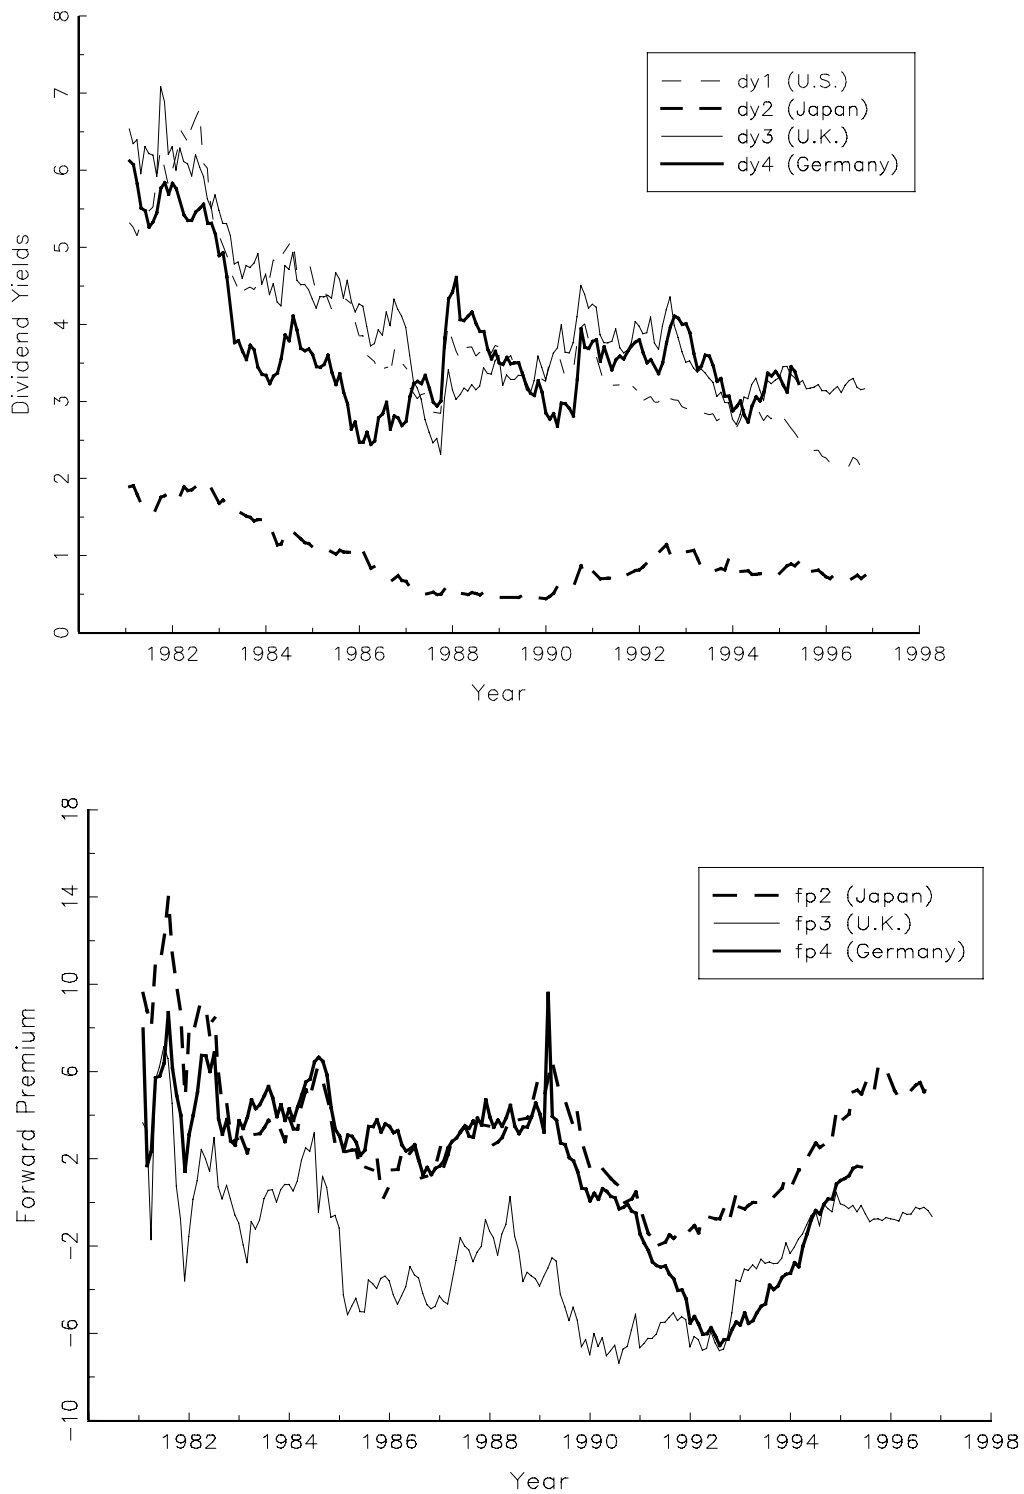 8
7
6
5
4
3
2
1
0
Dividend Yields
dy1 (U.S.)
dy2 (Japan)
dy3 (U.K.)
dy4 (Germany)
1982 1984 1986 1988 1990 1992 1994 1996 1998
Year
18
14
10
6
2
−2
−6
−10
Forward Premium
fp2 (Japan)
fp3 (U.K.)
fp4 (Germany)
1982 1984 1986 1988 1990 1992 1994 1996 1998
Year